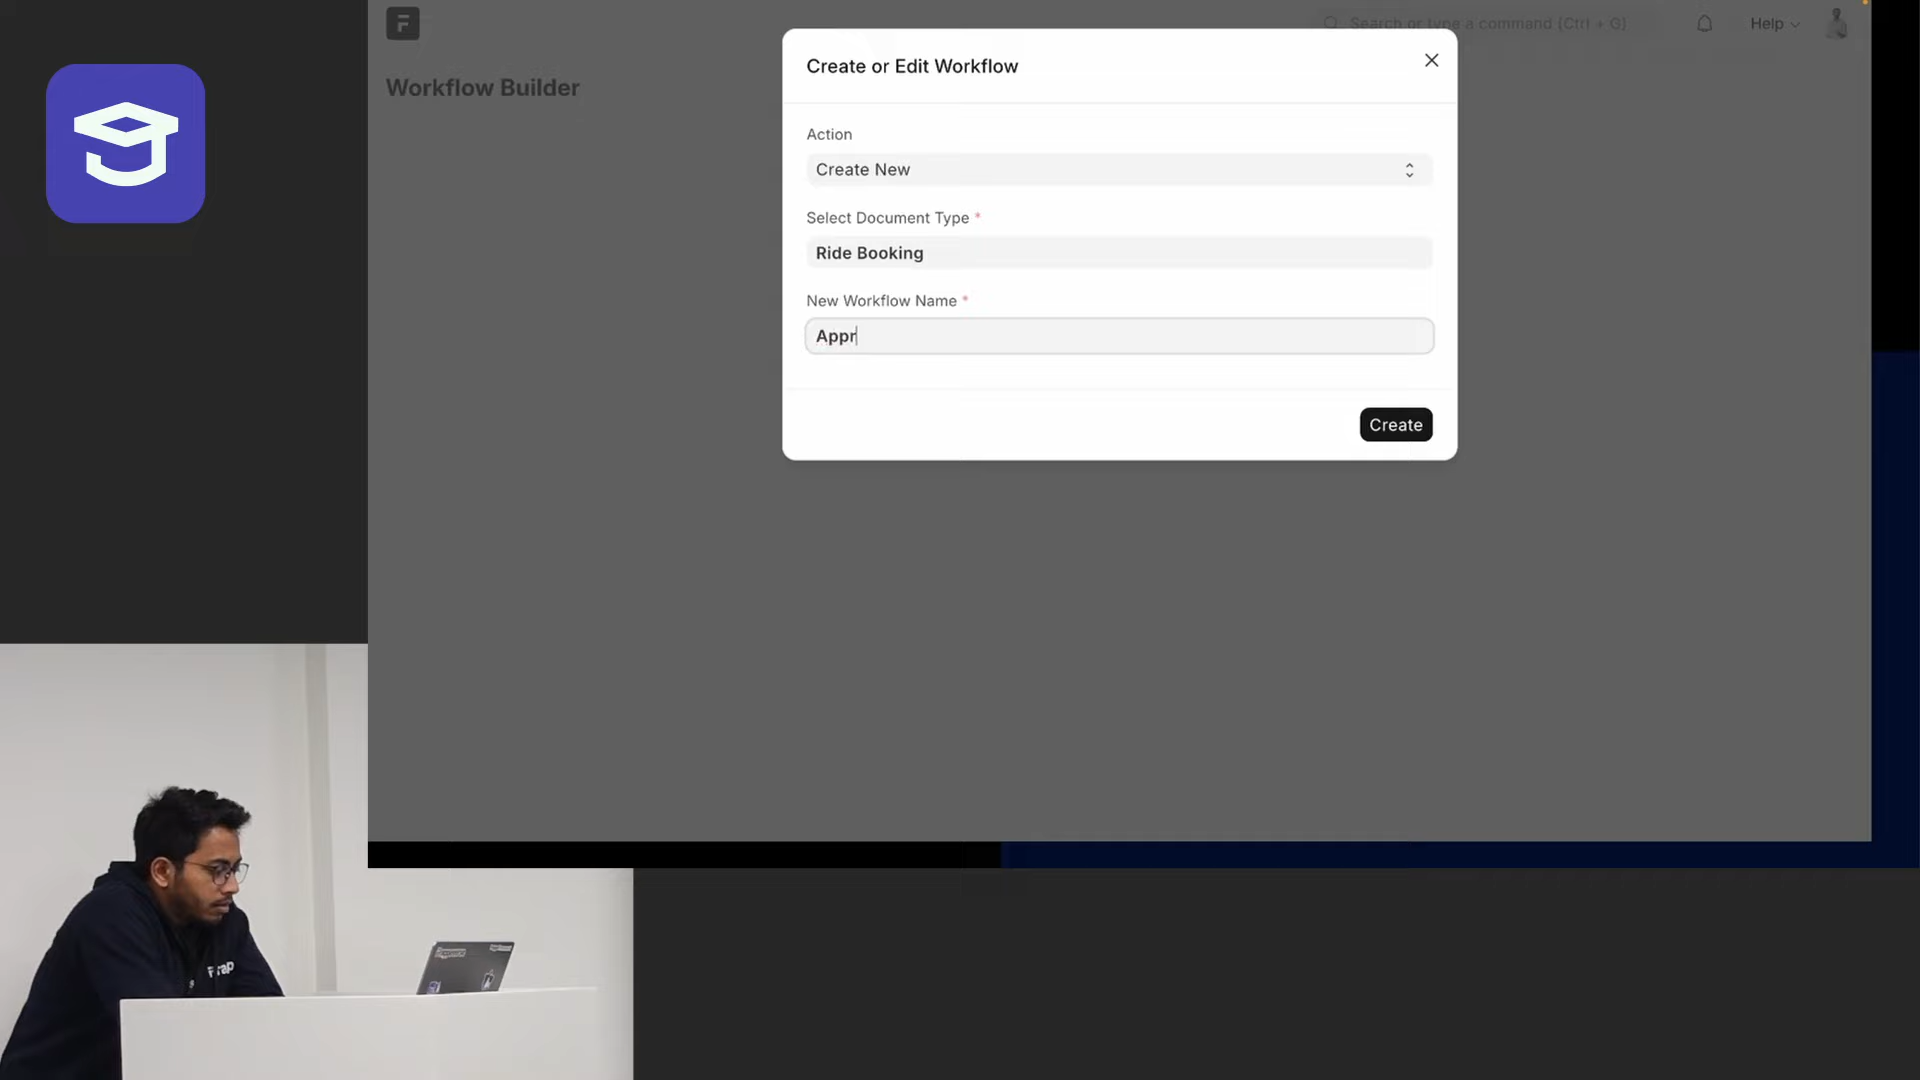 Search or type a command (Ctrl + G)
Help
Workflow Builder
Create or Edit Workflow
Action
Create New
Select Document Type *
Ride Booking
New Workflow Name *
Appr
Create